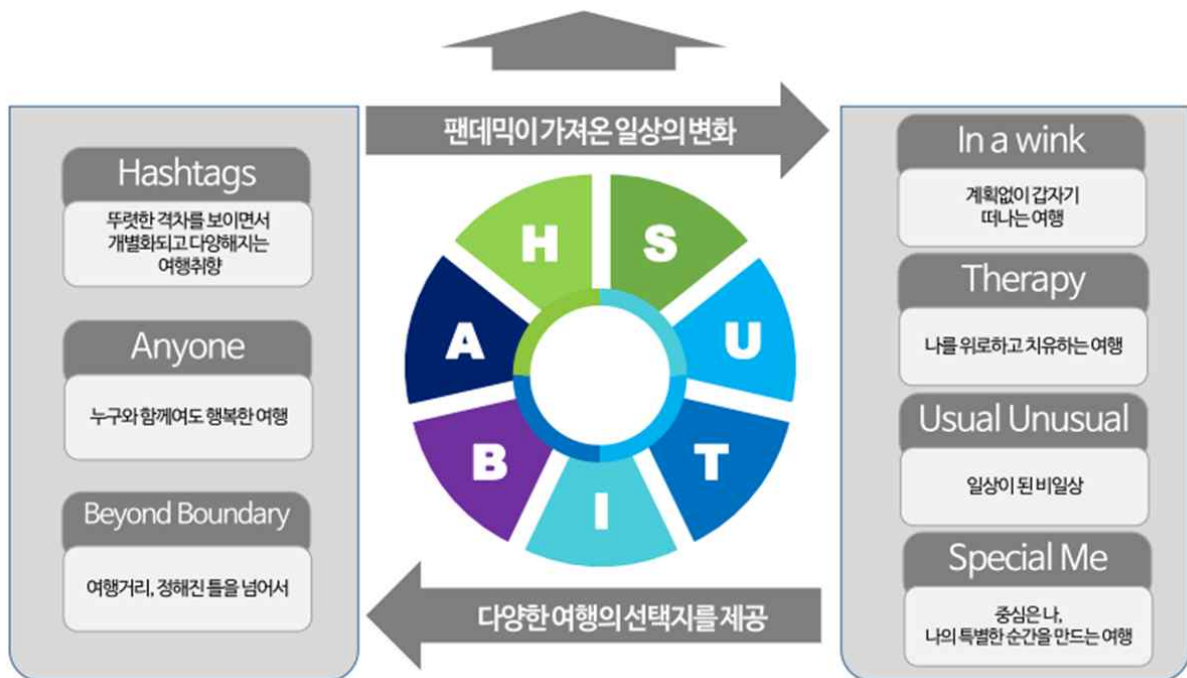 팬데믹이 가져온 일상의 변화
Hashtags
뚜렷한 격차를 보이면서
개별화되고 다양해지는
여행취향
Anyone
누구와 함께여도 행복한 여행
Beyond Boundary
여행거리, 정해진 틀을 넘어서
H
S
A
U
B
T
I
In a wink
계획없이 갑자기
떠나는 여행
Therapy
나를 위로하고 치유하는 여행
Usual Unusual
일상이 된 비일상
Special Me
중심은 나,
나의 특별한 순간을 만드는 여행
다양한 여행의 선택지를 제공